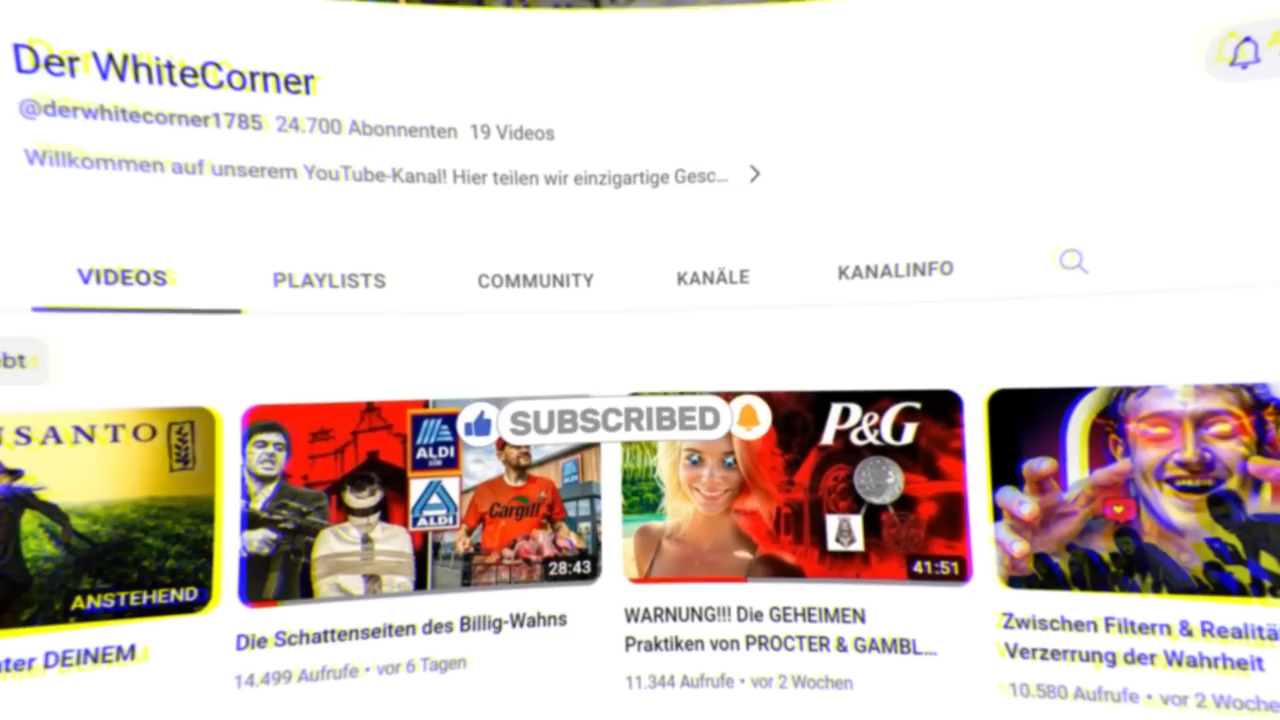 Der WhiteCorner
@derwhitecorner1785 24.700 Abonnenten 19 Videos
Willkommen auf unserem YouTube-Kanal! Hier teilen wir einzigartige Gesc...
VIDEOS PLAYLISTS COMMUNITY KANÄLE KANALINFO
ebt
SANTO
ANSTEHEND
ALDI
SÜD
ALDI
Cargill
28:43
SUBSCRIBED
P&G
41:51
DEINEM
Die Schattenseiten des Billig-Wahns
14.499 Aufrufe • vor 6 Tagen
WARNUNG!!! Die GEHEIMEN
Praktiken von PROCTER & GAMBL...
11.344 Aufrufe • vor 2 Wochen
Zwischen Filtern & Realitä
Verzerrung der Wahrheit
10.580 Aufrufe • vor 2 Woche